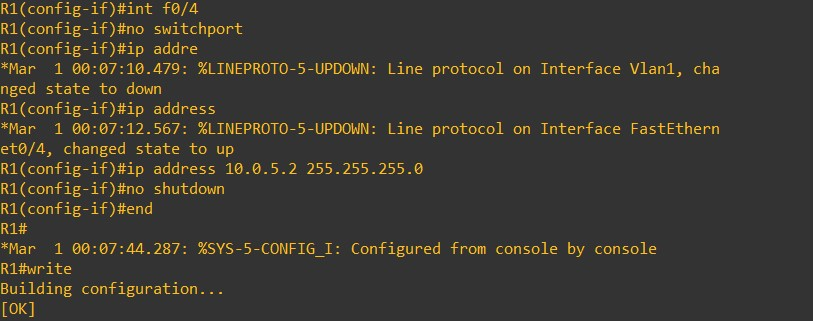 R1(config-if)#int f0/4
R1(config-if)#no switchport
R1(config-if)#ip addre
*Mar  1 00:07:10.479: %LINEPROTO-5-UPDOWN: Line protocol on Interface Vlan1, cha
nged state to down
R1(config-if)#ip address
*Mar  1 00:07:12.567: %LINEPROTO-5-UPDOWN: Line protocol on Interface FastEthern
et0/4, changed state to up
R1(config-if)#ip address 10.0.5.2 255.255.255.0
R1(config-if)#no shutdown
R1(config-if)#end
R1#
*Mar  1 00:07:44.287: %SYS-5-CONFIG_I: Configured from console by console
R1#write
Building configuration...
[OK]